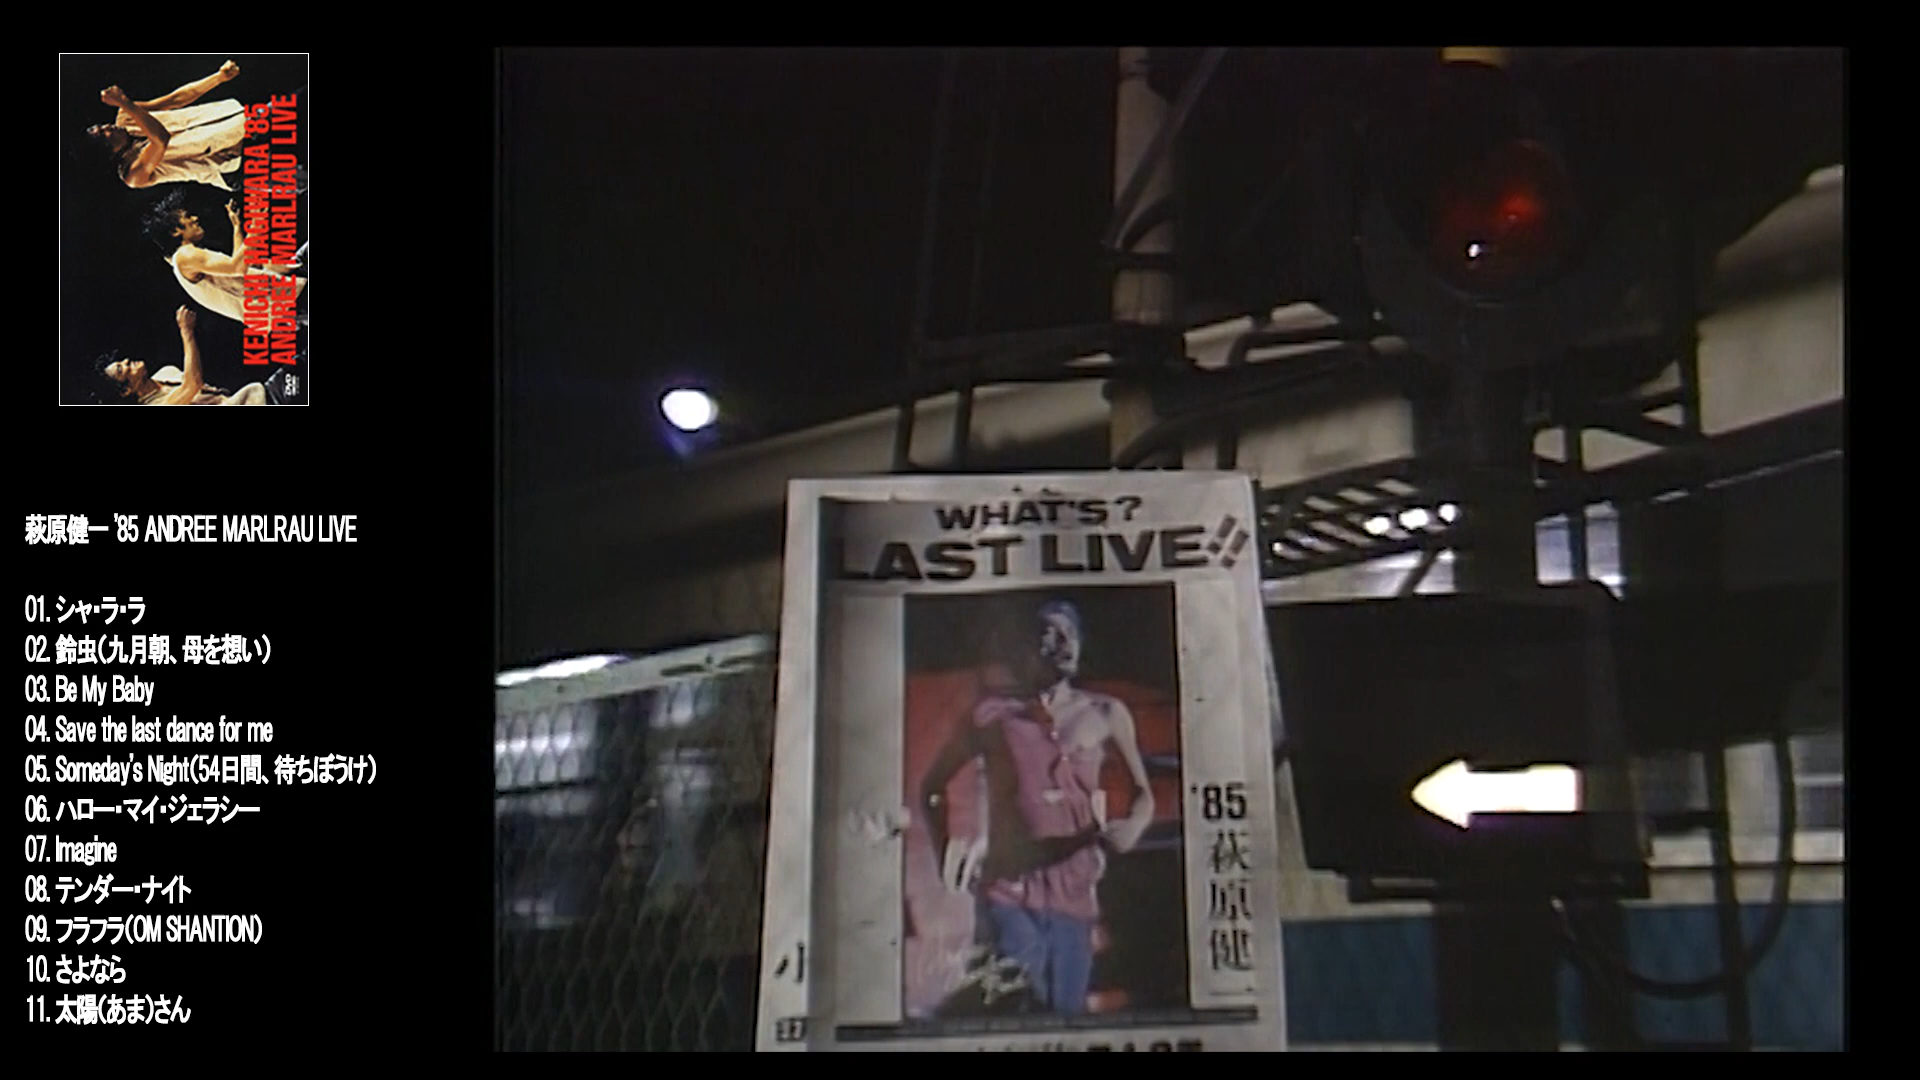 KENICHI HAGIWARA '85
ANDREE MARLRAU LIVE
DVD
萩原健一 '85 ANDREE MARLRAU LIVE
01. シャ・ラ・ラ
02. 鈴虫(九月朝、母を想い)
03. Be My Baby
04. Save the last dance for me
05. Someday's Night(54日間、待ちぼうけ)
06. ハロー・マイ・ジェラシー
07. Imagine
08. テンダー・ナイト
09. フラフラ(OM SHANTION)
10. さよなら
11. 太陽(あま)さん
WHAT'S?
LAST LIVE!!
'85
萩原健一
小